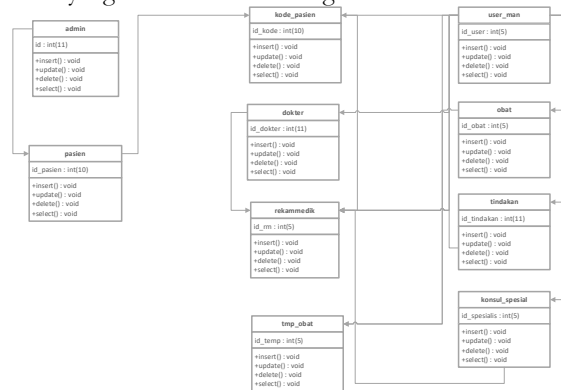 admin
id : int(11)
+insert() : void
+update() : void
+delete() : void
+select() : void
pasien
id_pasien : int(10)
+insert() : void
+update() : void
+delete() : void
+select() : void
kode_pasien
id_kode : int(10)
+insert() : void
+update() : void
+delete() : void
+select() : void
dokter
id_dokter : int(11)
+insert() : void
+update() : void
+delete() : void
+select() : void
rekammedik
id_rm : int(5)
+insert() : void
+update() : void
+delete() : void
+select() : void
tmp_obat
id_temp : int(5)
+insert() : void
+update() : void
+delete() : void
+select() : void
user_man
id_user : int(5)
+insert() : void
+update() : void
+delete() : void
+select() : void
obat
id_obat : int(5)
+insert() : void
+update() : void
+delete() : void
+select() : void
tindakan
id_tindakan : int(11)
+insert() : void
+update() : void
+delete() : void
+select() : void
konsul_spesial
id_spesialis : int(5)
+insert() : void
+update() : void
+delete() : void
+select() : void